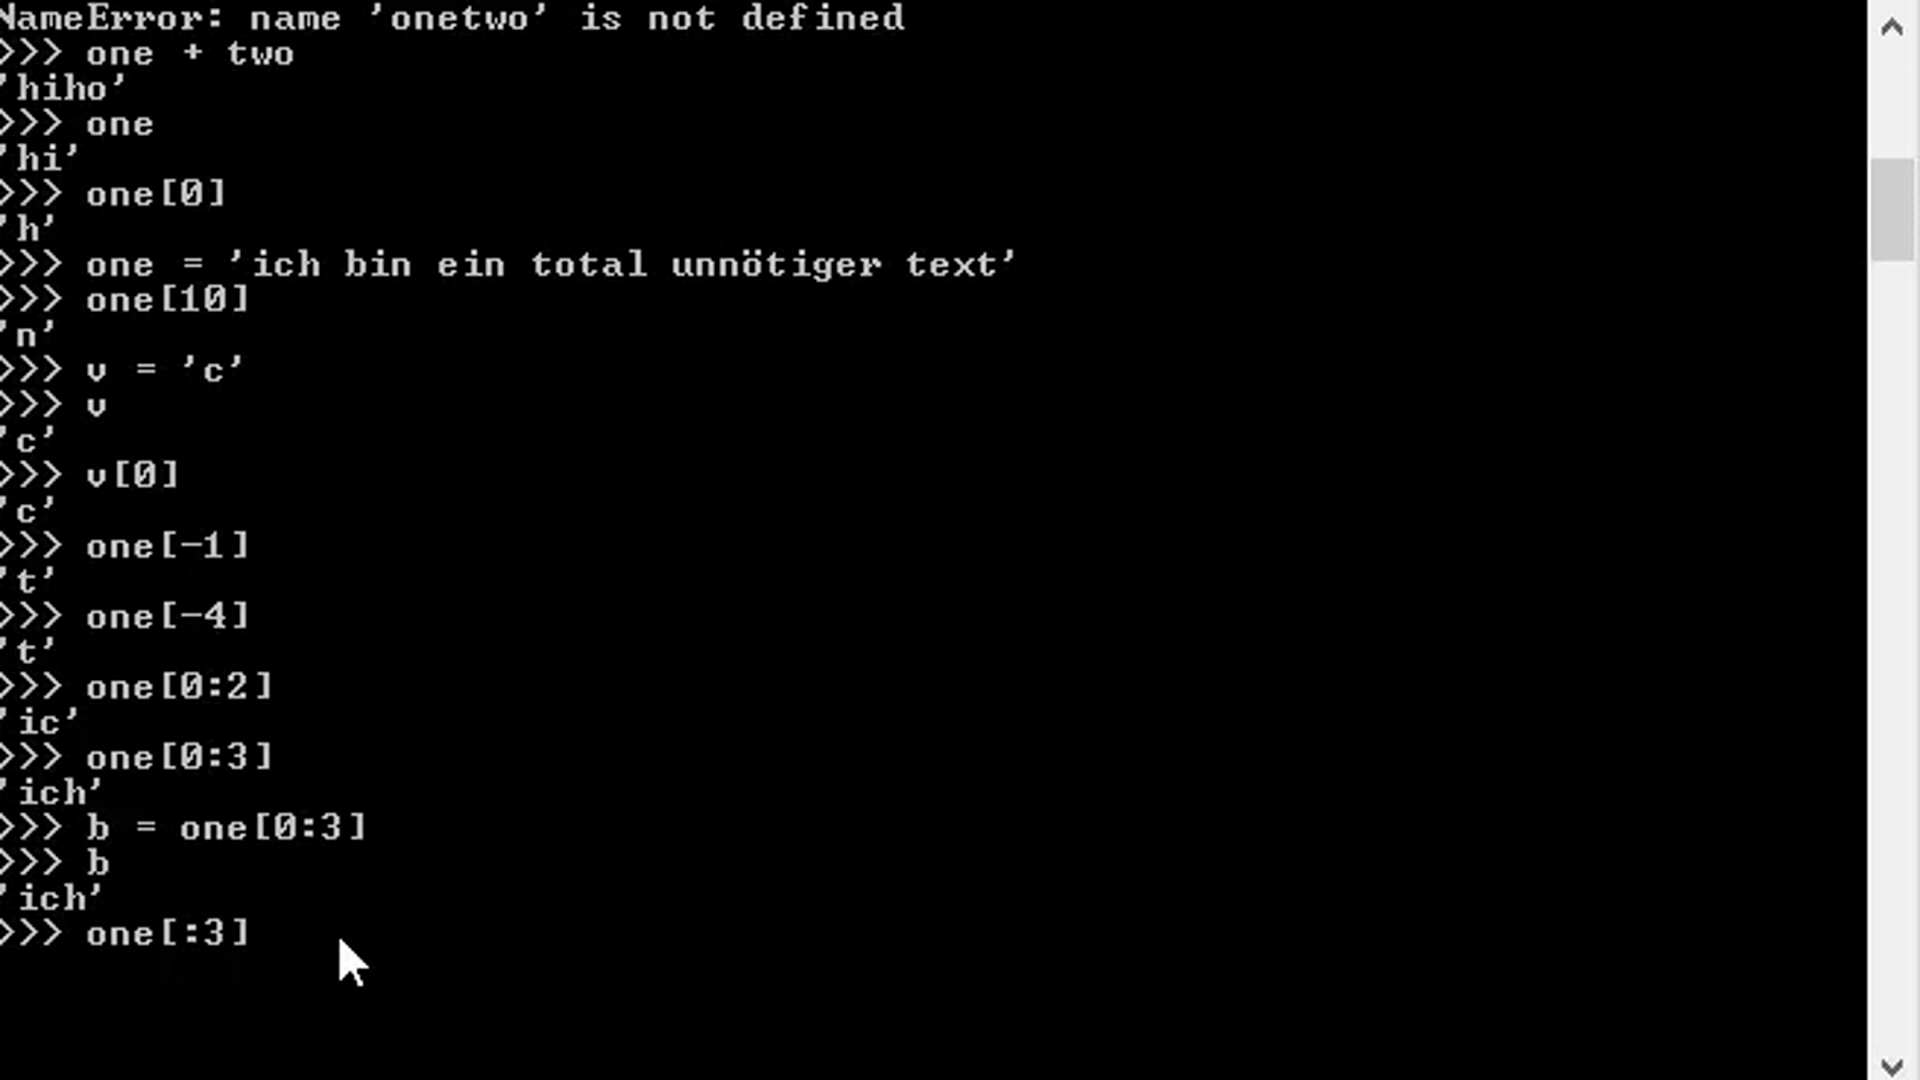 NameError: name 'onetwo' is not defined
>>> one + two
'hiho'
>>> one
'hi'
>>> one[0]
'h'
>>> one = 'ich bin ein total unnötiger text'
>>> one[10]
'n'
>>> v = 'c'
>>> v
'c'
>>> v[0]
'c'
>>> one[-1]
't'
>>> one[-4]
't'
>>> one[0:2]
'ic'
>>> one[0:3]
'ich'
>>> b = one[0:3]
>>> b
'ich'
>>> one[:3]